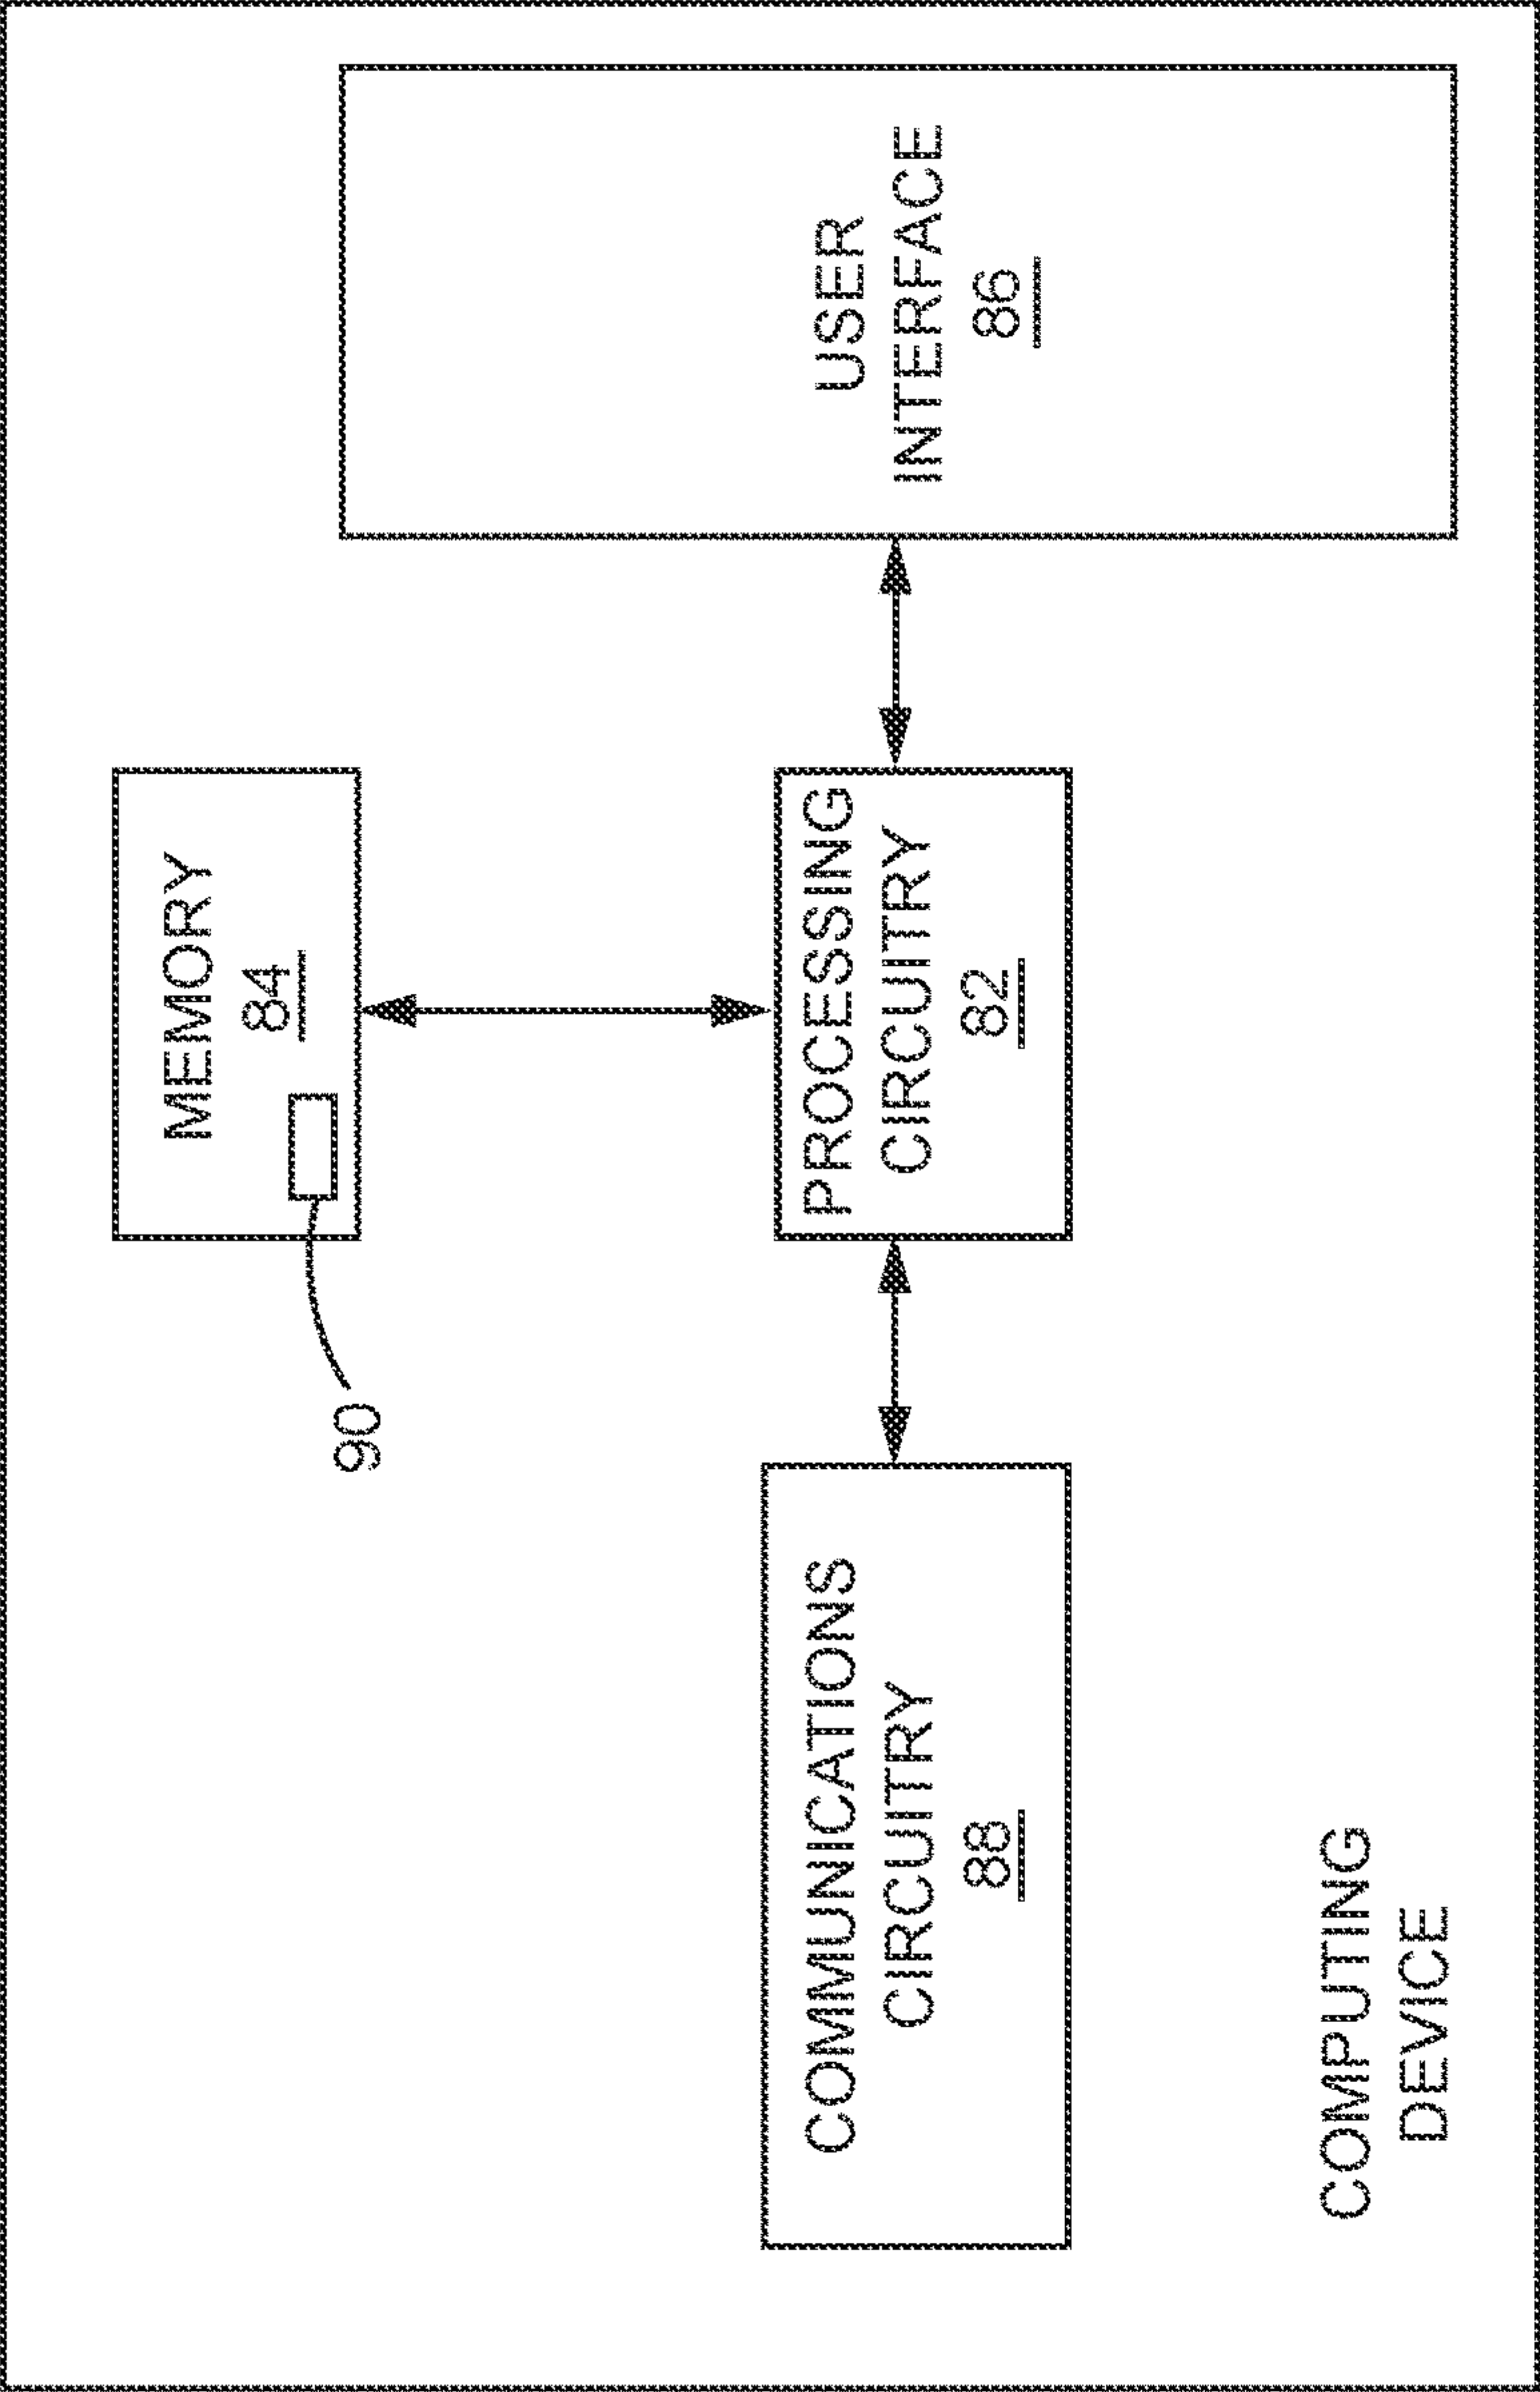 MEMORY
84
90
COMMUNICATIONS
CIRCUITRY
88
PROCESSING
CIRCUITRY
82
USER
INTERFACE
86
COMPUTING
DEVICE